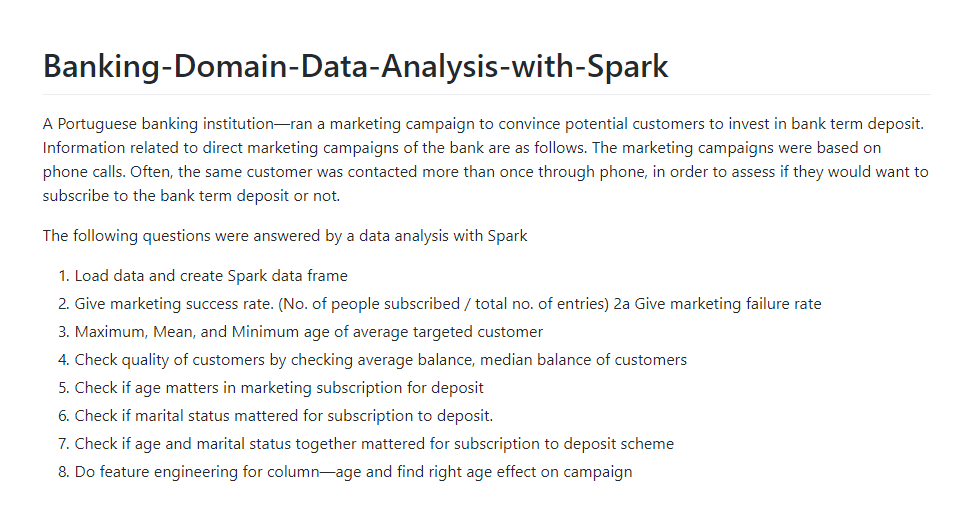 Banking-Domain-Data-Analysis-with-Spark
A Portuguese banking institution—ran a marketing campaign to convince potential customers to invest in bank term deposit.
Information related to direct marketing campaigns of the bank are as follows. The marketing campaigns were based on
phone calls. Often, the same customer was contacted more than once through phone, in order to assess if they would want to
subscribe to the bank term deposit or not.
The following questions were answered by a data analysis with Spark
1. Load data and create Spark data frame
2. Give marketing success rate. (No. of people subscribed / total no. of entries) 2a Give marketing failure rate
3. Maximum, Mean, and Minimum age of average targeted customer
4. Check quality of customers by checking average balance, median balance of customers
5. Check if age matters in marketing subscription for deposit
6. Check if marital status mattered for subscription to deposit.
7. Check if age and marital status together mattered for subscription to deposit scheme
8. Do feature engineering for column—age and find right age effect on campaign